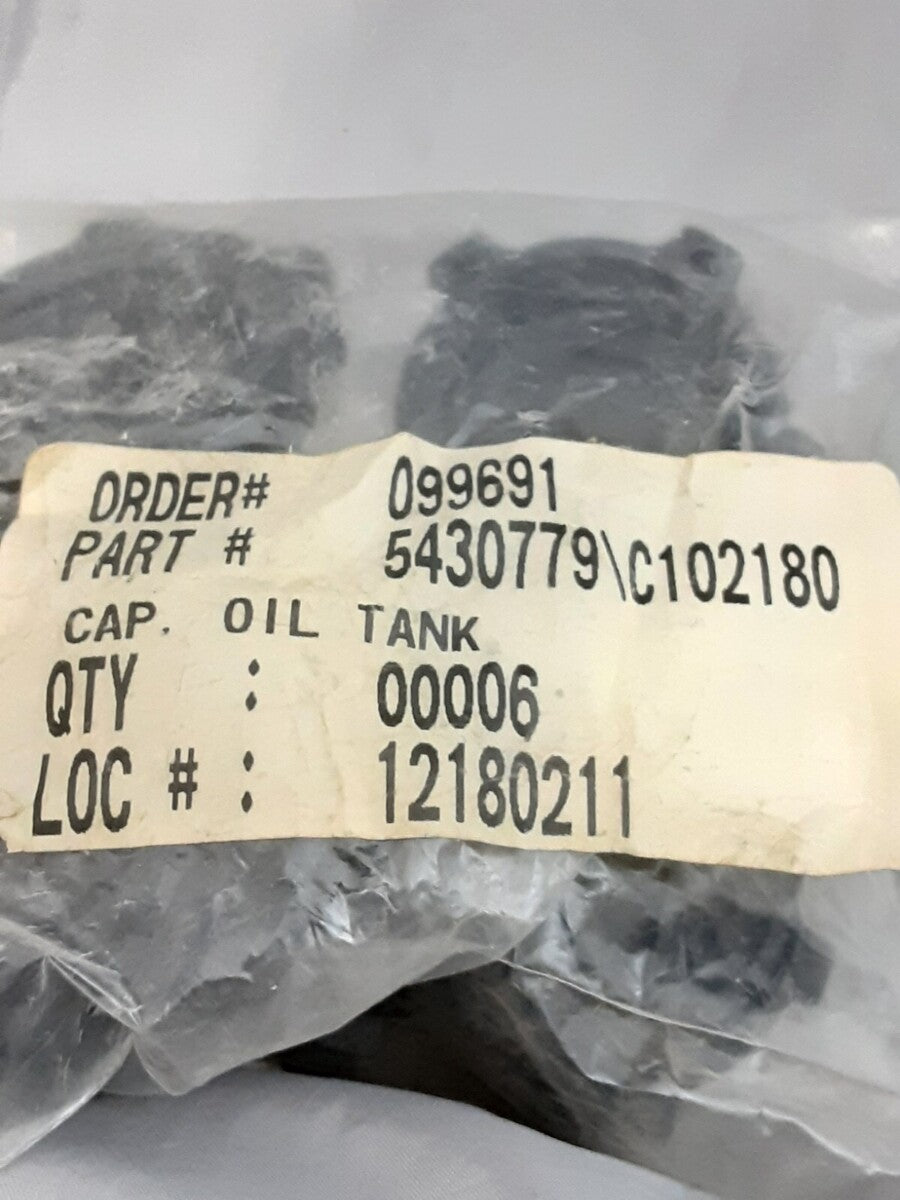 ORDER# 099691
PART # 5430779\C102180
CAP. OIL TANK
QTY : 00006
LOC # : 12180211